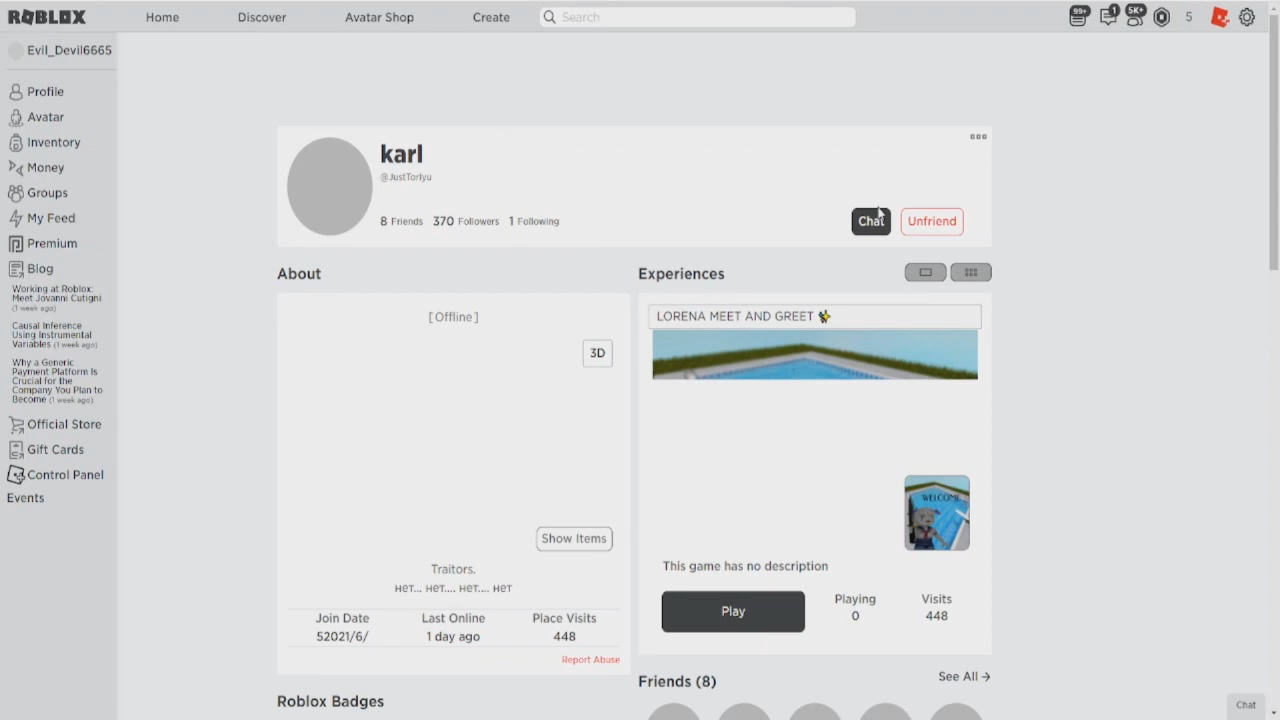 ROBLOX
Home
Discover
Avatar Shop
Create
Search
99+
1
5K+
5
Evil_Devil6665
Profile
Avatar
Inventory
Money
Groups
My Feed
Premium
Blog
Working at Roblox:
Meet Jovanni Cutigni
(1 week ago)
Causal Inference
Using Instrumental
Variables (1 week ago)
Why a Generic
Payment Platform Is
Crucial for the
Company You Plan to
Become (1 week ago)
Official Store
Gift Cards
Control Panel
Events
karl
@JustTorlyu
8 Friends 370 Followers 1 Following
Chat
Unfriend
About
[ Offline ]
3D
Show Items
Traitors.
нет... нет.... нет.... нет
Join Date Last Online Place Visits
52021/6/ 1 day ago 448
Report Abuse
Roblox Badges
Experiences
LORENA MEET AND GREET
WELCOME
This game has no description
Play
Playing Visits
0 448
Friends (8)
See All →
Chat